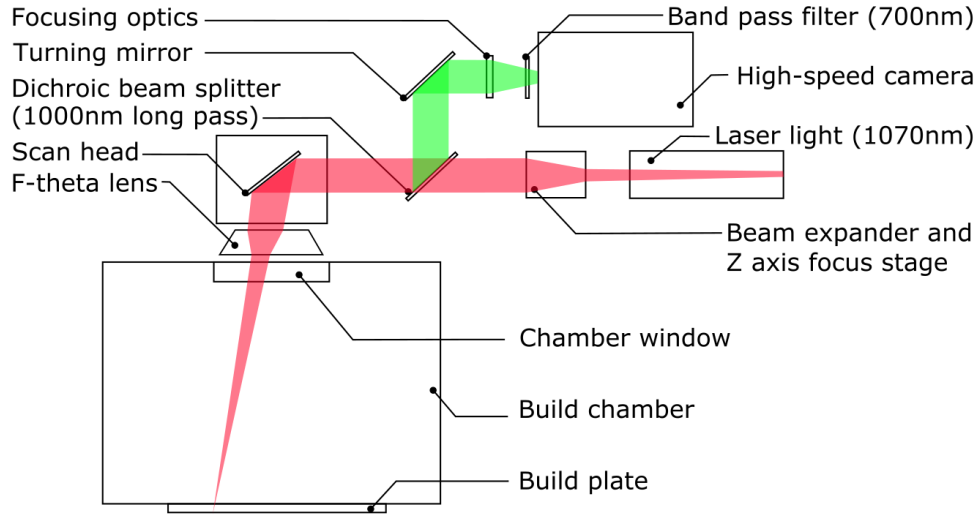 Focusing optics
Turning mirror
Dichroic beam splitter
(1000nm long pass)
Scan head
F-theta lens
Band pass filter (700nm)
High-speed camera
Laser light (1070nm)
Beam expander and
Z axis focus stage
Chamber window
Build chamber
Build plate